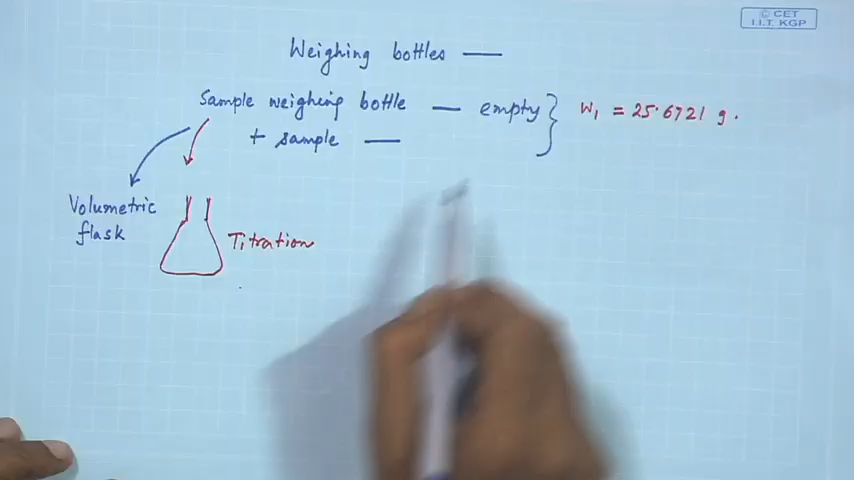 © CET
I.I.T. KGP
Weighing bottles —
Sample weighing bottle — empty } W₁ = 25.6721 g.
+ sample —
Volumetric
flask
Titration